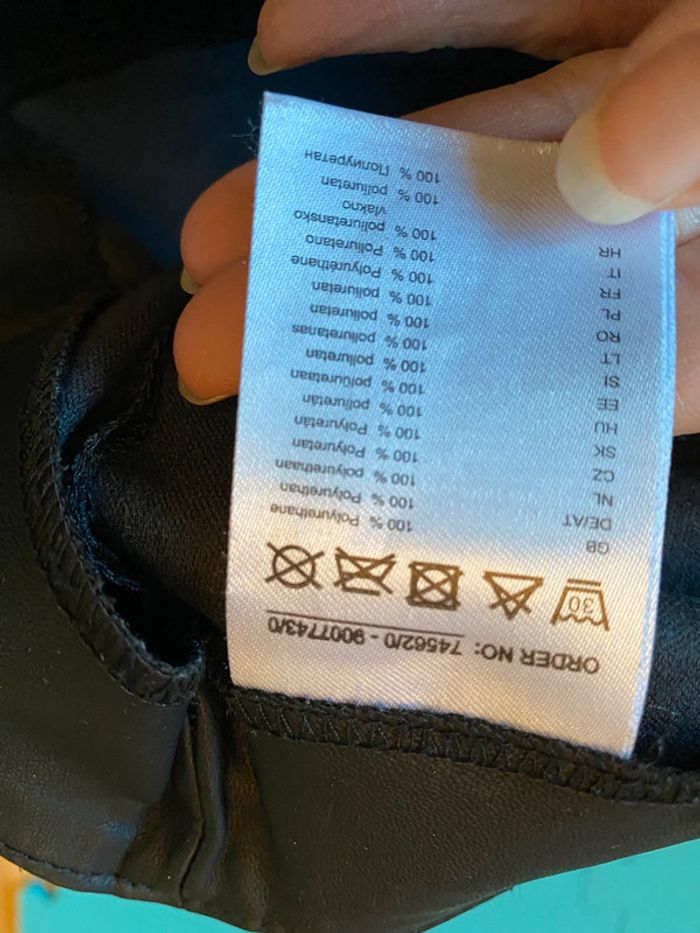 ORDER NO: 74562/0 - 9007743/0
30
GB 100 % Polyurethane
DE/AT 100 % Polyurethan
NL 100 % polyurethaan
CZ 100 % Polyuretan
SK 100 % Polyuretán
HU 100 % poliuretán
EE 100 % polüuretaan
SI 100 % poliuretan
LT 100 % poliuretanas
RO 100 % poliuretan
PL 100 % poliuretan
FR 100 % Polyuréthane
IT 100 % Poliuretano
HR 100 % poliuretansko
vlakno
100 % poliuretan
100 % Полиуретан